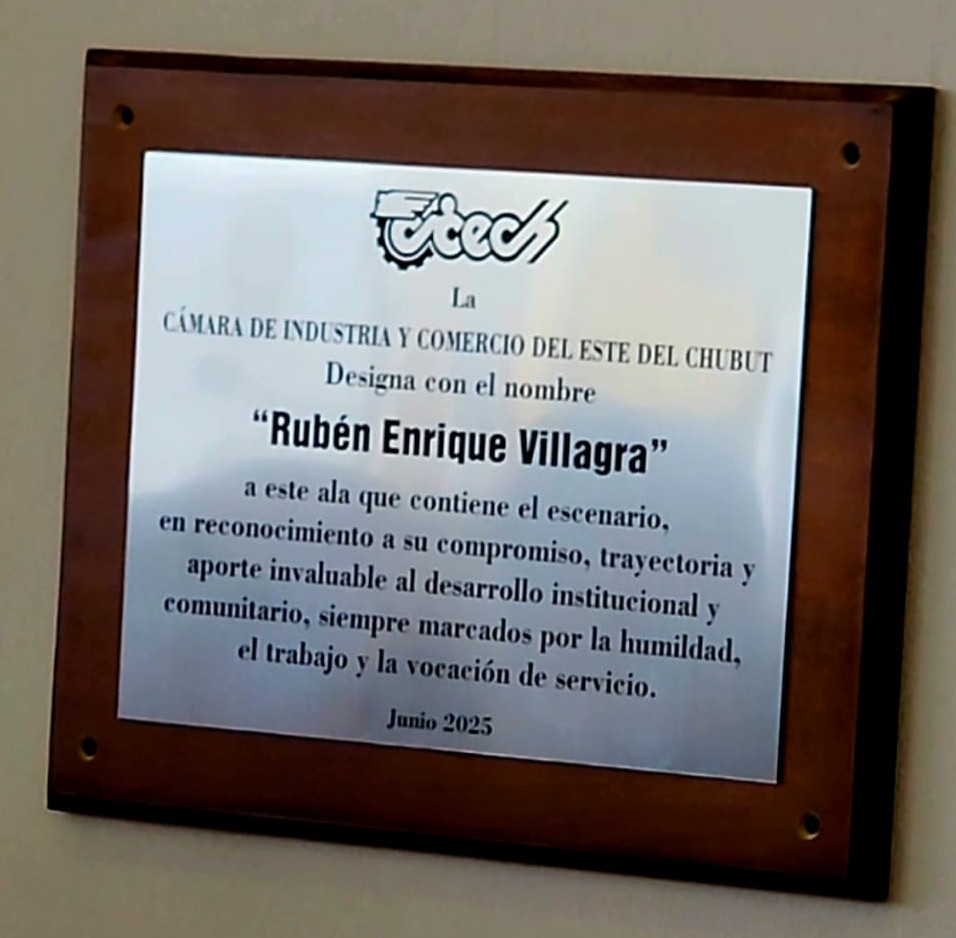 Cicech
La
CÁMARA DE INDUSTRIA Y COMERCIO DEL ESTE DEL CHUBUT
Designa con el nombre
“Rubén Enrique Villagra”
a este ala que contiene el escenario,
en reconocimiento a su compromiso, trayectoria y
aporte invaluable al desarrollo institucional y
comunitario, siempre marcados por la humildad,
el trabajo y la vocación de servicio.
Junio 2025